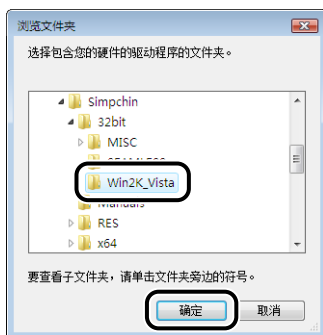 浏览文件夹
选择包含您的硬件的驱动程序的文件夹。
Simpchin
32bit
MISC
Win2K_Vista
Manuals
RES
x64
要查看子文件夹，请单击文件夹旁边的符号。
确定
取消